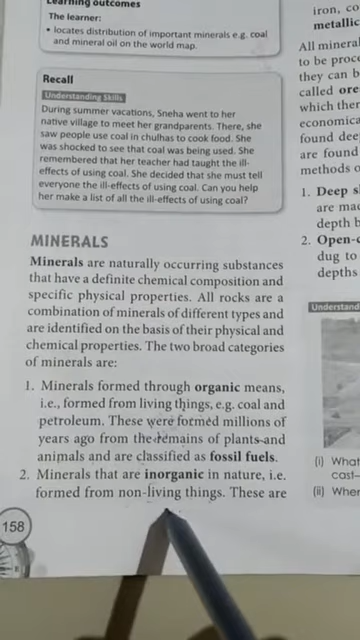 Learning outcomes
The learner:
• locates distribution of important minerals e.g. coal
and mineral oil on the world map.
Recall
Understanding Skills
During summer vacations, Sneha went to her
native village to meet her grandparents. There, she
saw people use coal in chulhas to cook food. She
was shocked to see that coal was being used. She
remembered that her teacher had taught the ill-
effects of using coal. She decided that she must tell
everyone the ill-effects of using coal. Can you help
her make a list of all the ill-effects of using coal?
MINERALS
Minerals are naturally occurring substances
that have a definite chemical composition and
specific physical properties. All rocks are a
combination of minerals of different types and
are identified on the basis of their physical and
chemical properties. The two broad categories
of minerals are:
1. Minerals formed through organic means,
i.e., formed from living things, e.g. coal and
petroleum. These were formed millions of
years ago from the remains of plants and
animals and are classified as fossil fuels.
2. Minerals that are inorganic in nature, i.e.
formed from non-living things. These are
158
iron, co
metallic
All mineral
to be proc
they can b
called ore
which ther
economica
found dee
are found
methods o
1. Deep s
are ma
depth b
2. Open-c
dug to
depths
Understand
(i) What
cast-
(ii) Wher